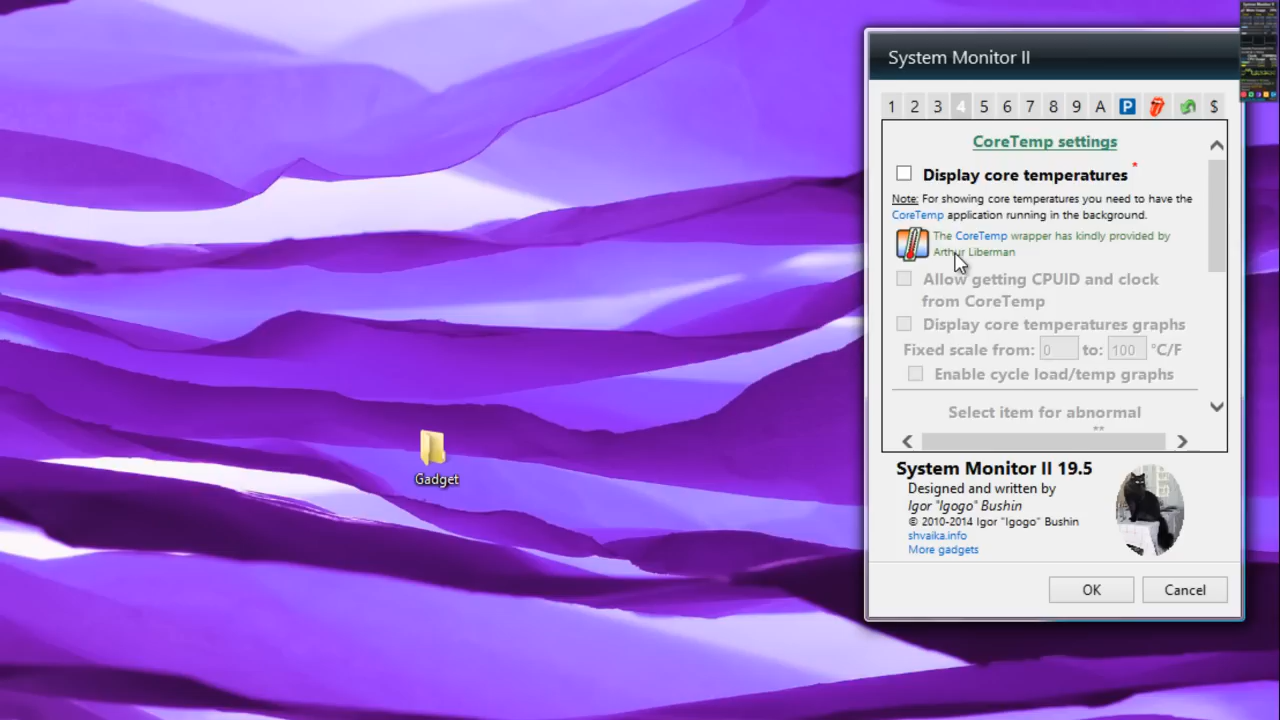 System Monitor II
1 2 3 4 5 6 7 8 9 A P $
CoreTemp settings
Display core temperatures *
Note: For showing core temperatures you need to have the
CoreTemp application running in the background.
The CoreTemp wrapper has kindly provided by
Arthur Liberman
Allow getting CPUID and clock
from CoreTemp
Display core temperatures graphs
Fixed scale from: 0 to: 100 °C/F
Enable cycle load/temp graphs
Select item for abnormal
**
System Monitor II 19.5
Designed and written by
Igor "Igogo" Bushin
© 2010-2014 Igor "Igogo" Bushin
shvaika.info
More gadgets
OK Cancel
Gadget